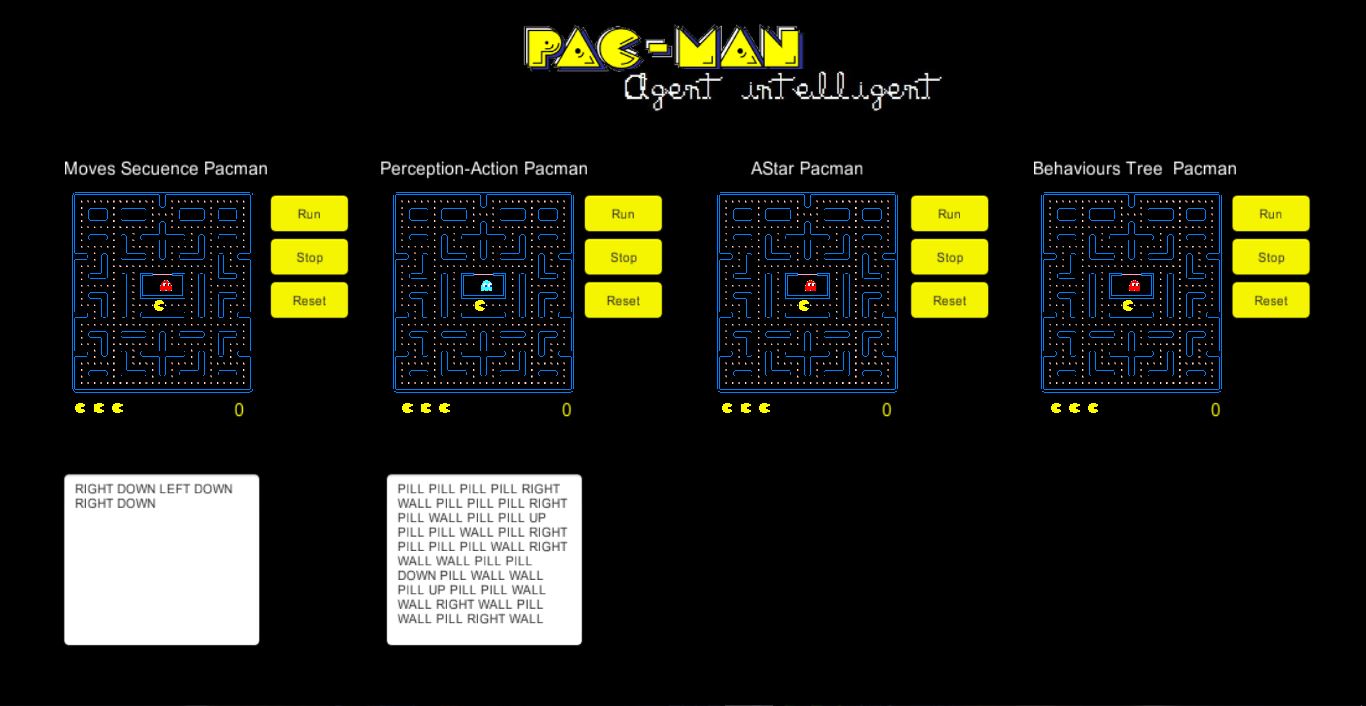 PAC-MAN
Agent intelligent
Moves Secuence Pacman
Run
Stop
Reset
0
RIGHT DOWN LEFT DOWN
RIGHT DOWN
Perception-Action Pacman
Run
Stop
Reset
0
PILL PILL PILL PILL RIGHT
WALL PILL PILL PILL RIGHT
PILL WALL PILL PILL UP
PILL PILL WALL PILL RIGHT
PILL PILL PILL WALL RIGHT
WALL WALL PILL PILL
DOWN PILL WALL WALL
PILL UP PILL PILL WALL
WALL RIGHT WALL PILL
WALL PILL RIGHT WALL
AStar Pacman
Run
Stop
Reset
0
Behaviours Tree  Pacman
Run
Stop
Reset
0